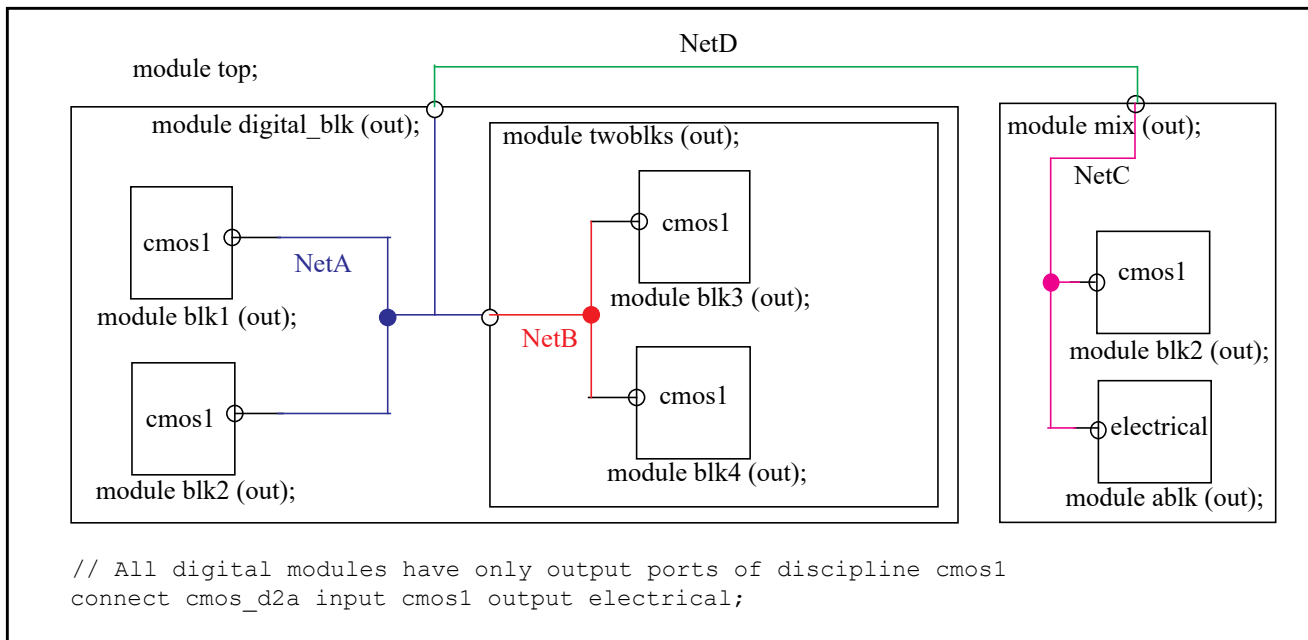 NetD
module top;
module digital_blk (out);
module mix (out);
module twoblks (out);
NetC
cmos1
cmos1
NetA
cmos1
module blk3 (out);
module blk1 (out);
NetB
module blk2 (out);
cmos1
cmos1
electrical
module blk4 (out);
module blk2 (out);
module ablk (out);
// All digital modules have only output ports of discipline cmos1
connect cmos_d2a input cmos1 output electrical;